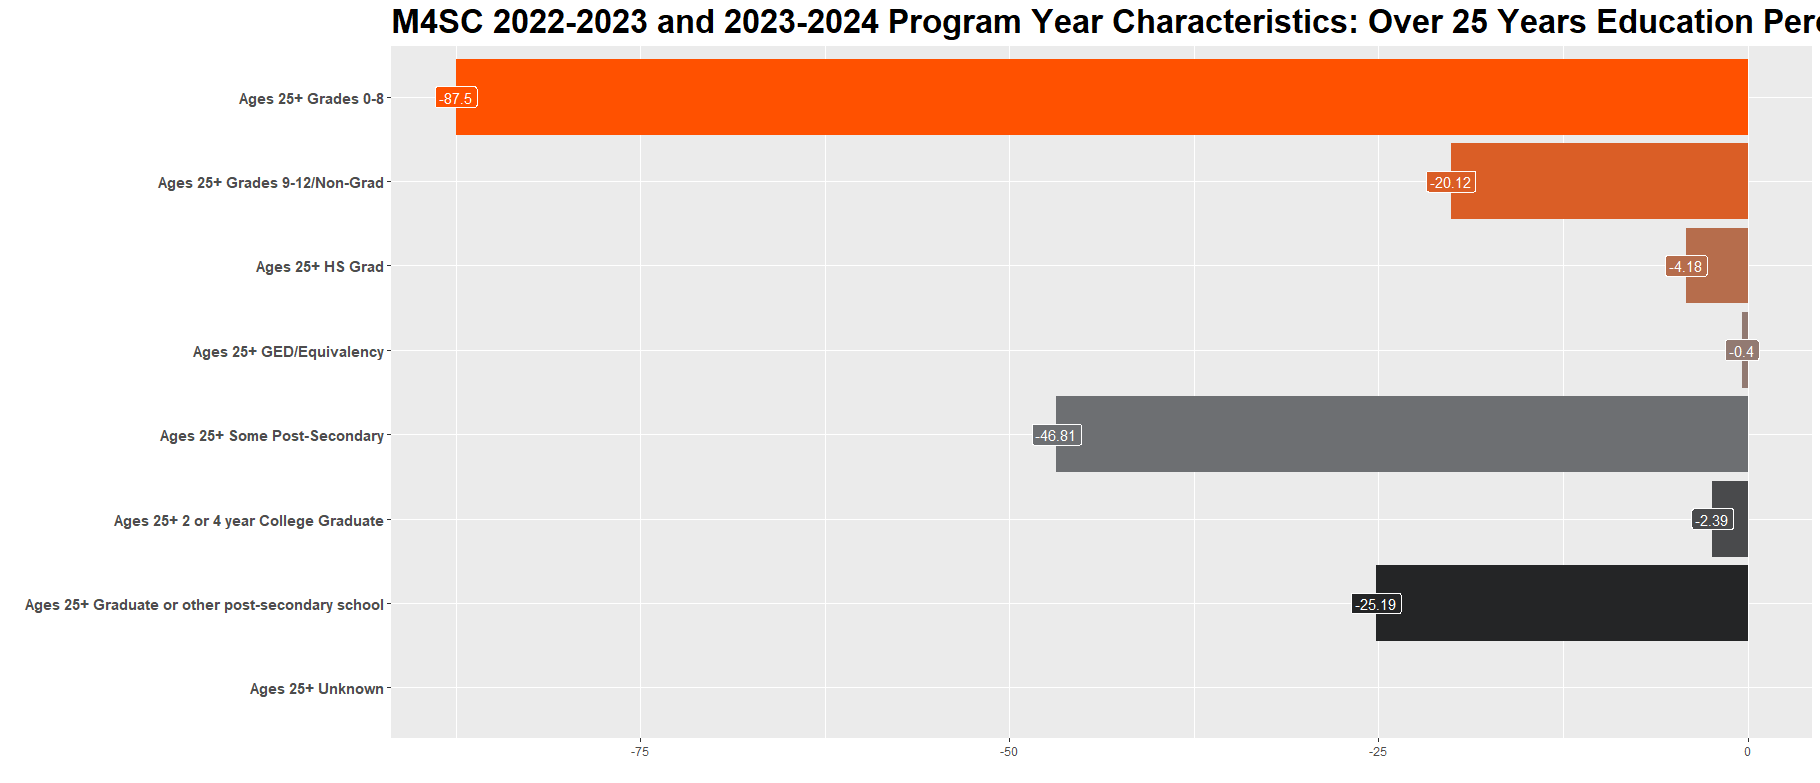 M4SC 2022-2023 and 2023-2024 Program Year Characteristics: Over 25 Years Education
Ages 25+ Grades 0-8
-87.5
Ages 25+ Grades 9-12/Non-Grad
-20.12
Ages 25+ HS Grad
-4.18
Ages 25+ GED/Equivalency
-0.4
Ages 25+ Some Post-Secondary
-46.81
Ages 25+ 2 or 4 year College Graduate
-2.39
Ages 25+ Graduate or other post-secondary school
-25.19
Ages 25+ Unknown
-75
-50
-25
0